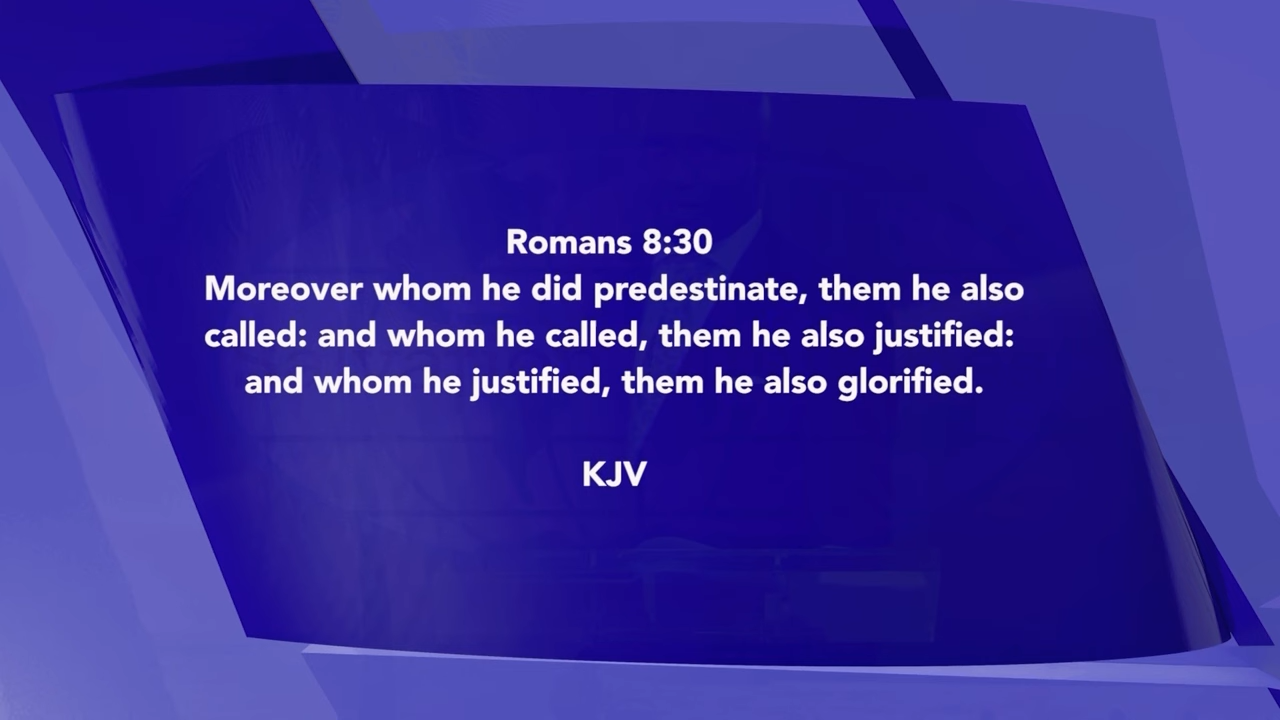 Romans 8:30
Moreover whom he did predestinate, them he also
called: and whom he called, them he also justified:
and whom he justified, them he also glorified.
KJV